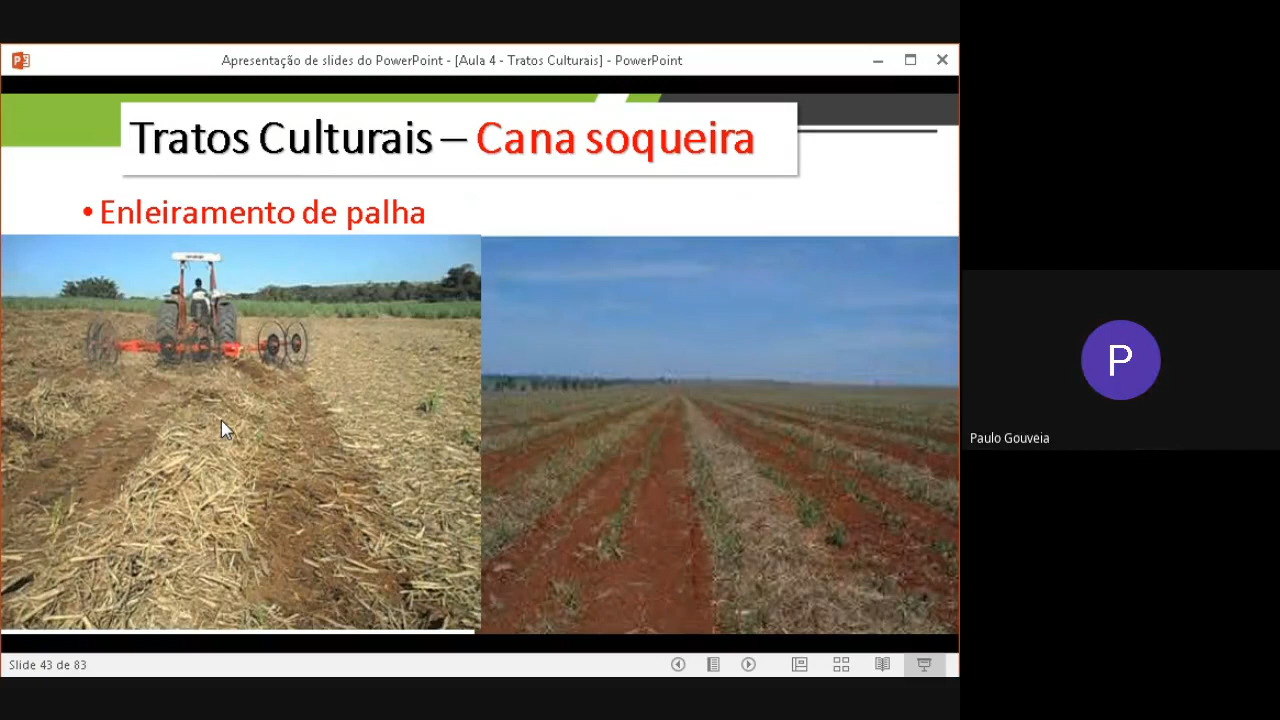 Apresentação de slides do PowerPoint - [Aula 4 - Tratos Culturais] - PowerPoint
Tratos Culturais – Cana soqueira
• Enleiramento de palha
P
Paulo Gouveia
Slide 43 de 83